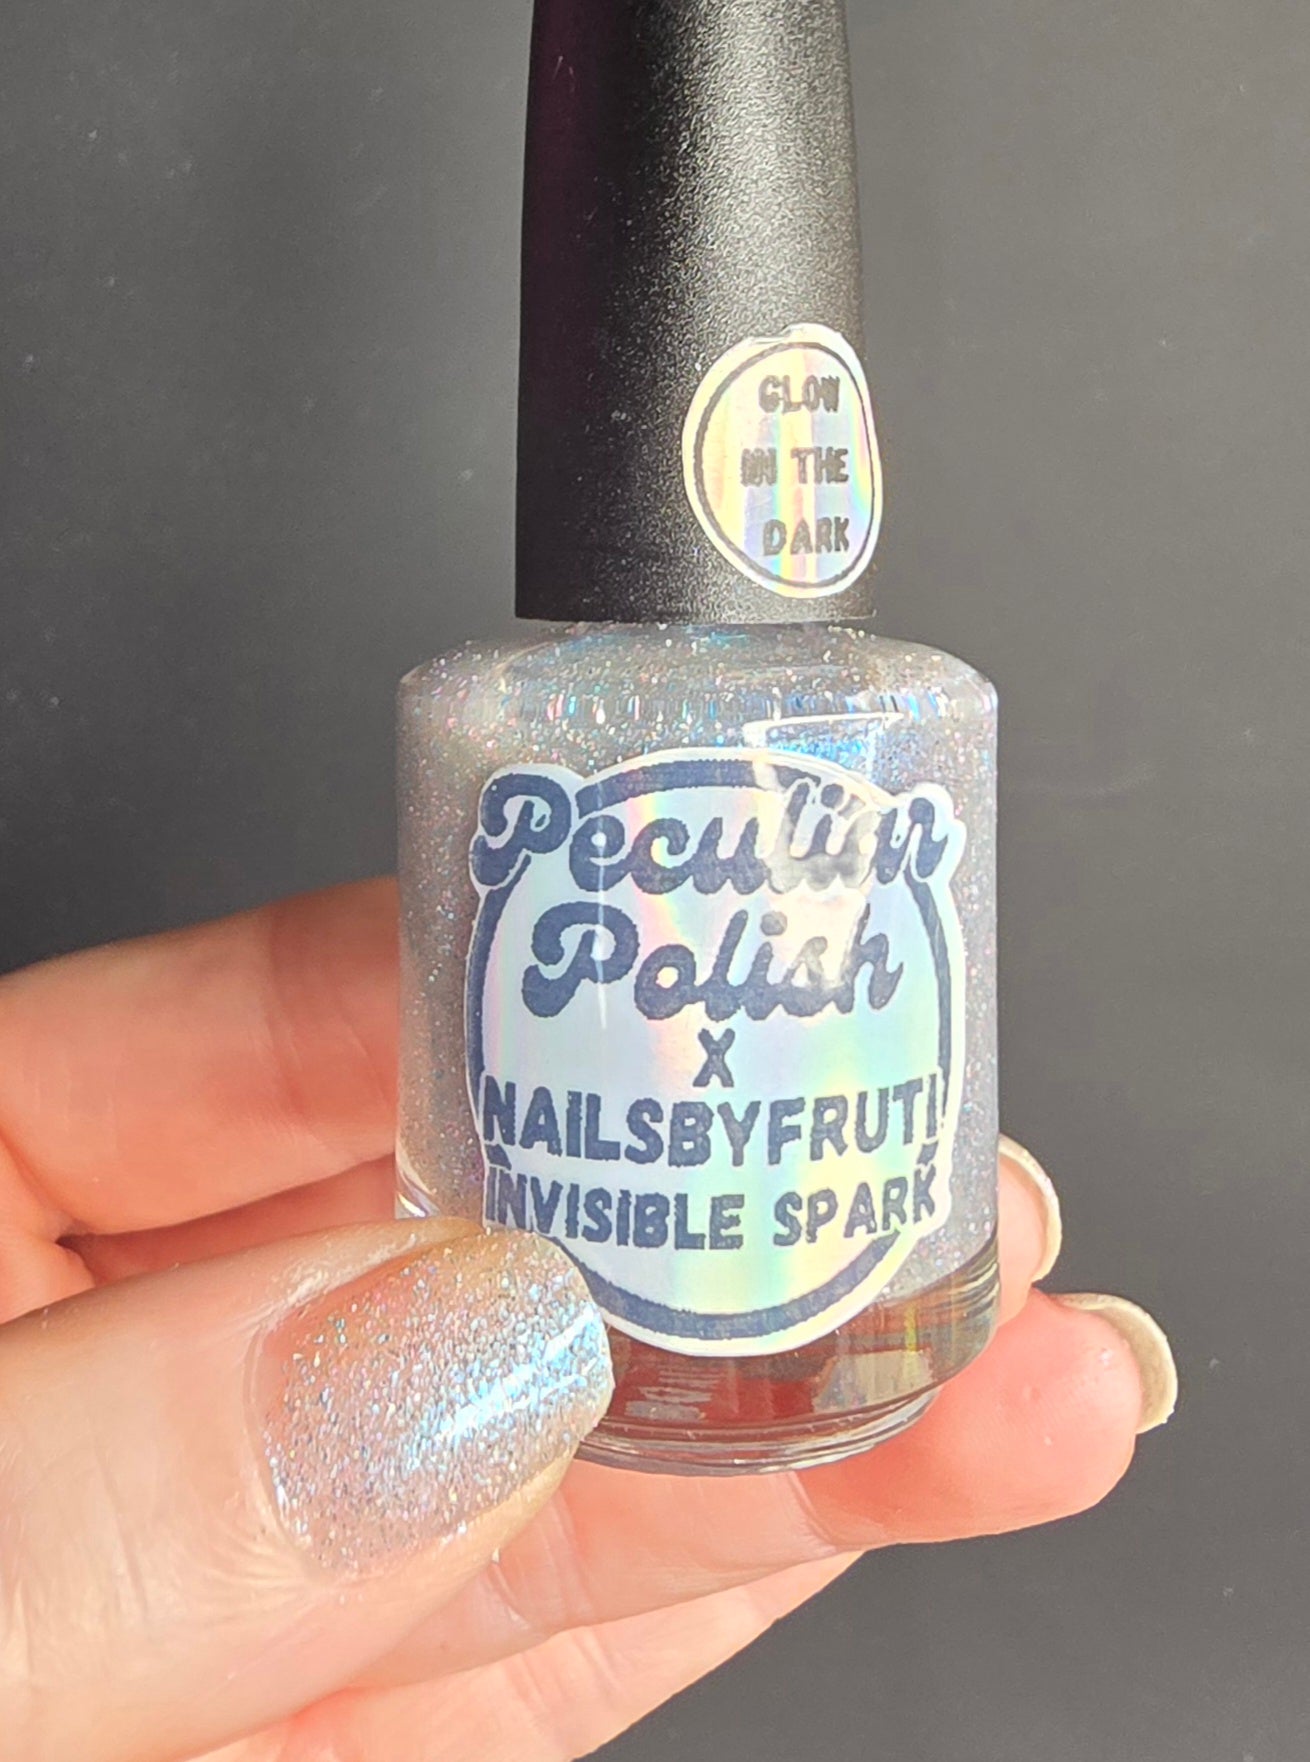 GLOW
IN THE
DARK
Peculiar
Polish
X
NAILSBYFRUTI
INVISIBLE SPARK